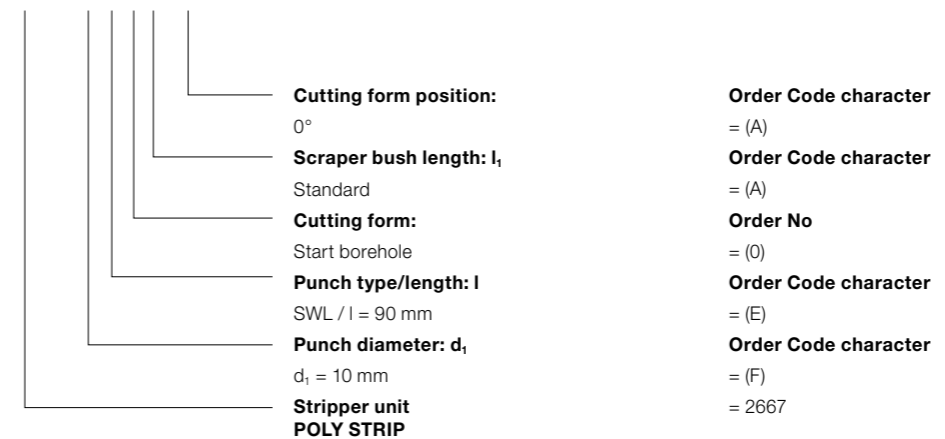 Cutting form position: Order Code character
0° = (A)
Scraper bush length: l₁ Order Code character
Standard = (A)
Cutting form: Order No
Start borehole = (0)
Punch type/length: l Order Code character
SWL / l = 90 mm = (E)
Punch diameter: d₁ Order Code character
d₁ = 10 mm = (F)
Stripper unit = 2667
POLY STRIP